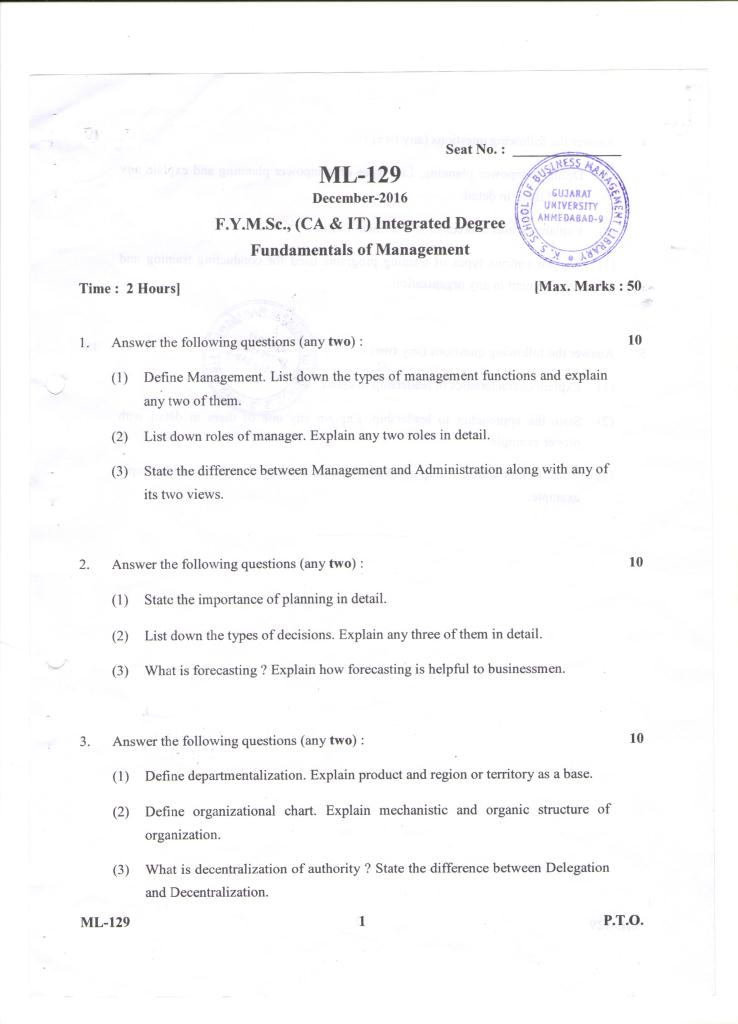 Seat No. :
ML-129
December-2016
F.Y.M.Sc., (CA & IT) Integrated Degree
Fundamentals of Management
K. S. SCHOOL OF BUSINESS MANAGEMENT LIBRARY
GUJARAT
UNIVERSITY
AHMEDABAD-9
Time : 2 Hours]
[Max. Marks : 50
1. Answer the following questions (any two) : 10
(1) Define Management. List down the types of management functions and explain
any two of them.
(2) List down roles of manager. Explain any two roles in detail.
(3) State the difference between Management and Administration along with any of
its two views.
2. Answer the following questions (any two) : 10
(1) State the importance of planning in detail.
(2) List down the types of decisions. Explain any three of them in detail.
(3) What is forecasting ? Explain how forecasting is helpful to businessmen.
3. Answer the following questions (any two) : 10
(1) Define departmentalization. Explain product and region or territory as a base.
(2) Define organizational chart. Explain mechanistic and organic structure of
organization.
(3) What is decentralization of authority ? State the difference between Delegation
and Decentralization.
ML-129 1 P.T.O.